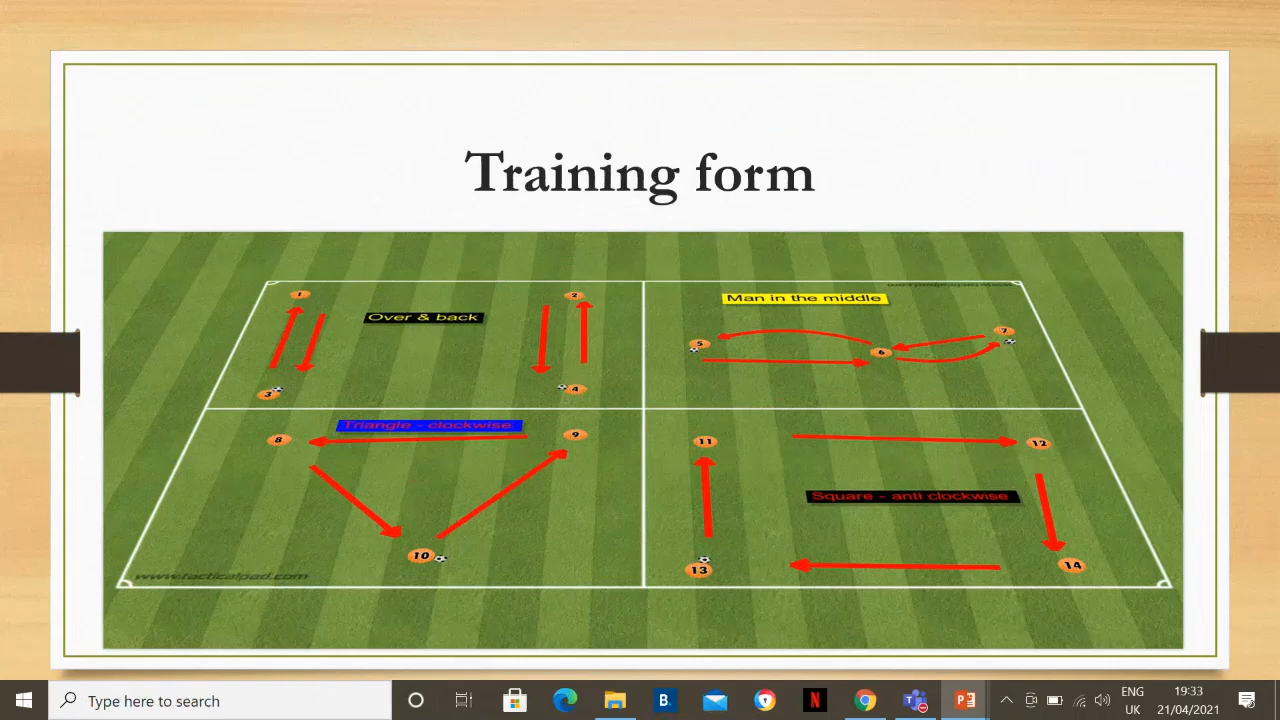 Training form
1
2
Over & back
3
4
Man in the middle
5
6
7
Triangle - clockwise
8
9
10
www.tacticalpad.com
11
12
Square - anti clockwise
13
14
Type here to search
B.
N
P
ENG
UK
19:33
21/04/2021